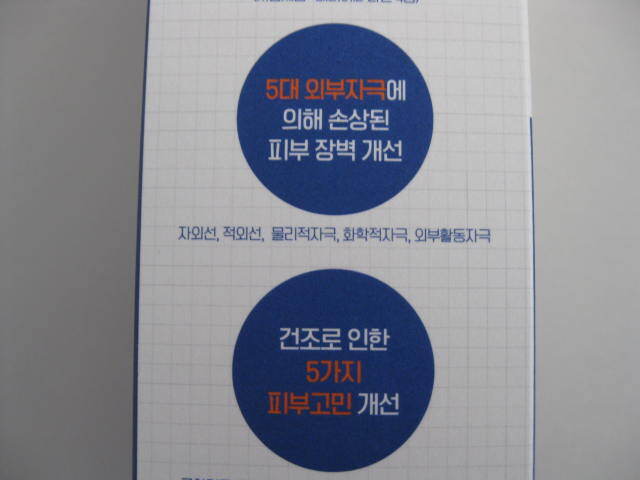 5대 외부자극에
의해 손상된
피부 장벽 개선
자외선, 적외선, 물리적자극, 화학적자극, 외부활동자극
건조로 인한
5가지
피부고민 개선